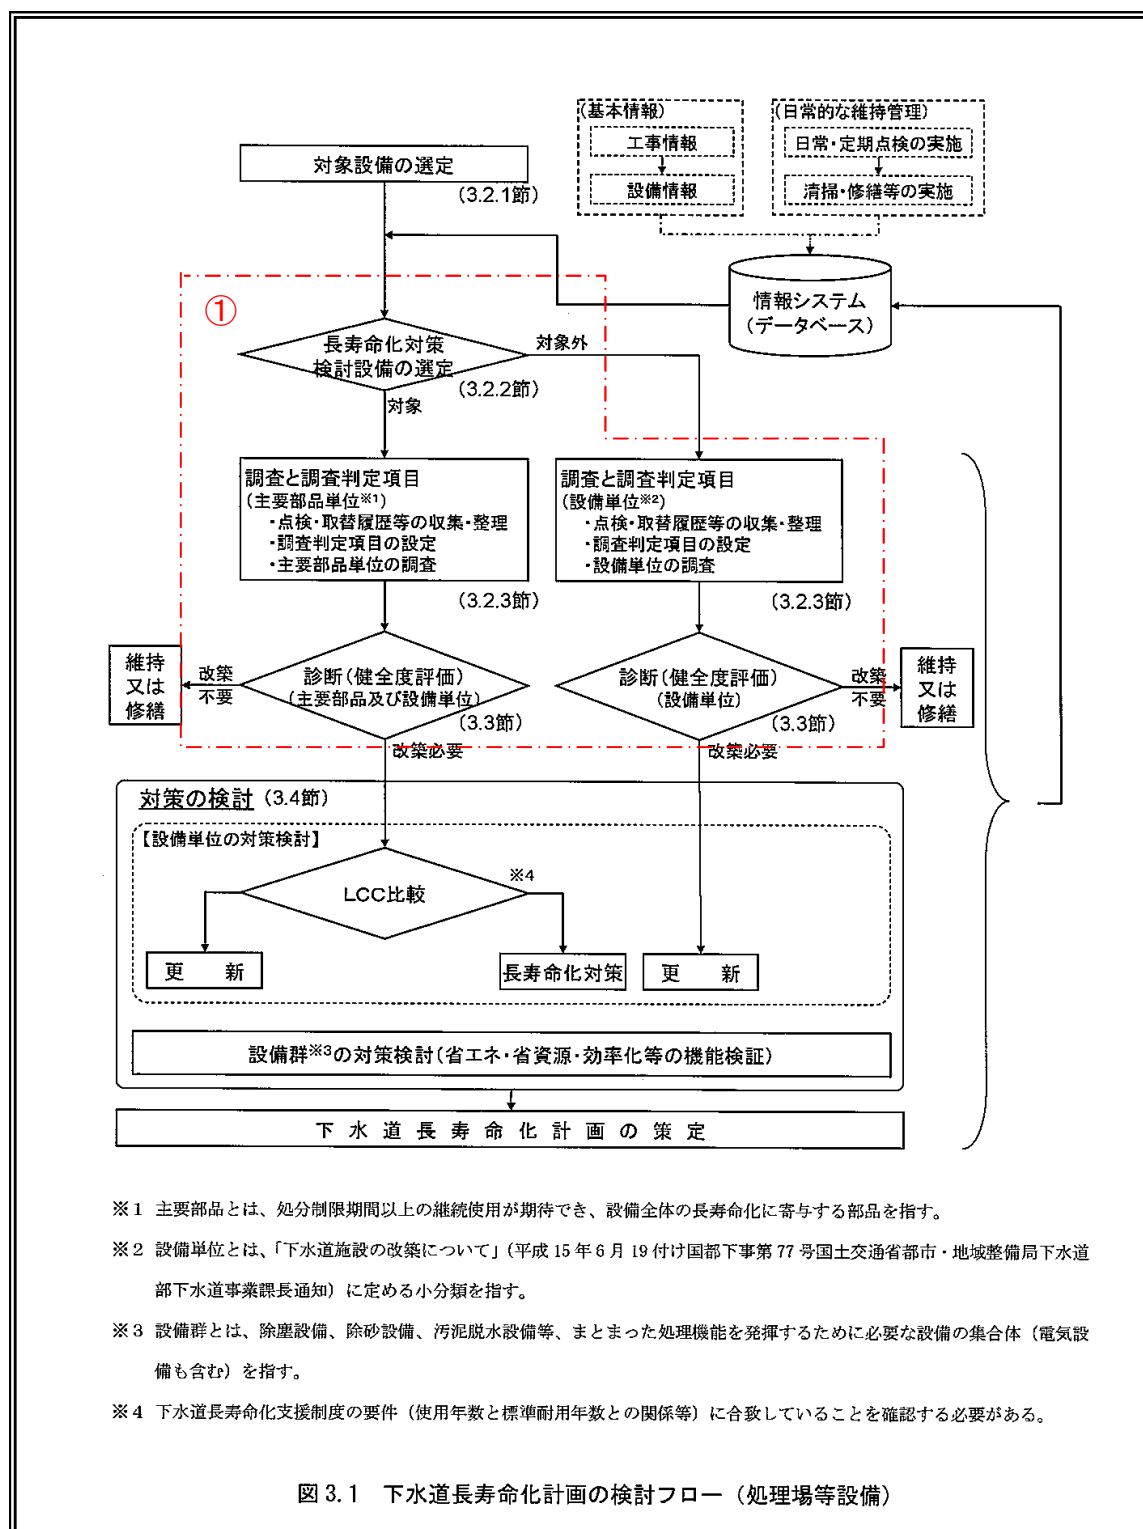 (基本情報)
工事情報
設備情報
(日常的な維持管理)
日常・定期点検の実施
清掃・修繕等の実施
対象設備の選定
(3.2.1節)
情報システム
(データベース)
①
長寿命化対策
検討設備の選定
(3.2.2節)
対象外
対象
調査と調査判定項目
(主要部品単位※1)
・点検・取替履歴等の収集・整理
・調査判定項目の設定
・主要部品単位の調査
(3.2.3節)
調査と調査判定項目
(設備単位※2)
・点検・取替履歴等の収集・整理
・調査判定項目の設定
・設備単位の調査
(3.2.3節)
維持
又は
修繕
改築
不要
診断(健全度評価)
(主要部品及び設備単位)
(3.3節)
改築必要
診断(健全度評価)
(設備単位)
(3.3節)
改築必要
改築
不要
維持
又は
修繕
対策の検討 (3.4節)
【設備単位の対策検討】
LCC比較
※4
更 新
長寿命化対策
更 新
設備群※3の対策検討(省エネ・省資源・効率化等の機能検証)
下水道長寿命化計画の策定
※1 主要部品とは、処分制限期間以上の継続使用が期待でき、設備全体の長寿命化に寄与する部品を指す。
※2 設備単位とは、「下水道施設の改築について」(平成 15 年 6 月 19 付け国都下事第 77 号国土交通省都市・地域整備局下水道
部下水道事業課長通知)に定める小分類を指す。
※3 設備群とは、除塵設備、除砂設備、汚泥脱水設備等、まとまった処理機能を発揮するために必要な設備の集合体(電気設
備も含む)を指す。
※4 下水道長寿命化支援制度の要件(使用年数と標準耐用年数との関係等)に合致していることを確認する必要がある。
図 3.1 下水道長寿命化計画の検討フロー(処理場等設備)